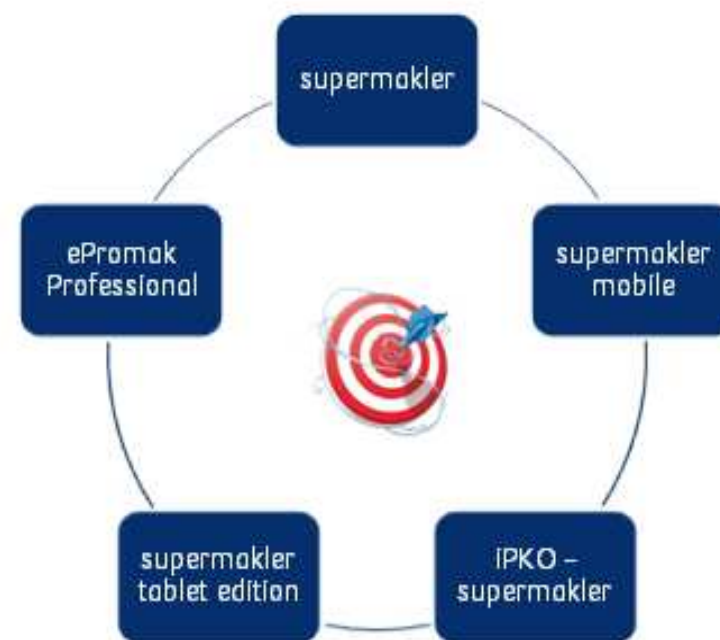 supermakler
supermakler
mobile
iPKO –
supermakler
supermakler
tablet edition
ePromak
Professional